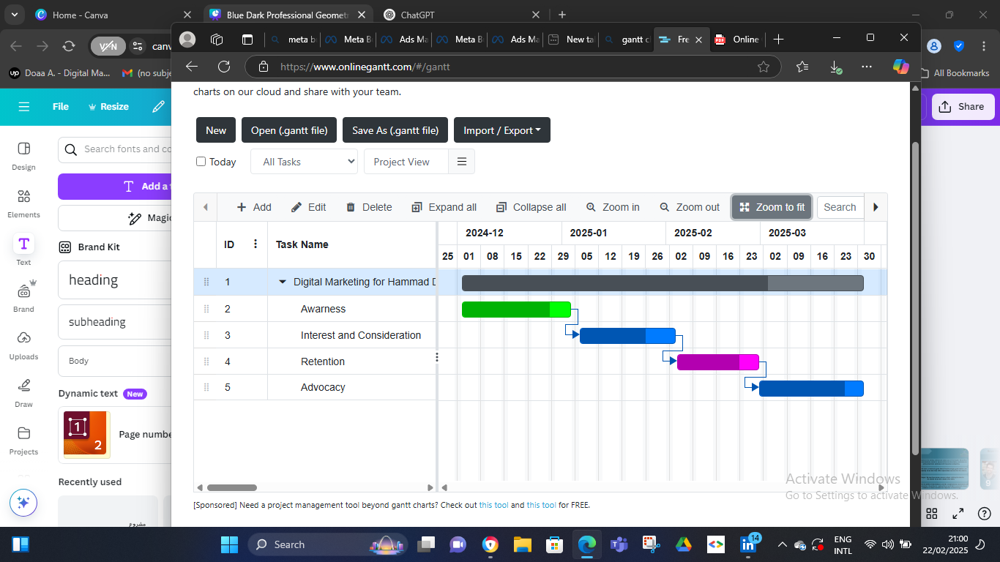 Home - Canva
Blue Dark Professional Geomet
ChatGPT
meta b
Meta B
Ads Ma
Meta B
Ads Ma
New ta
gantt c
Fre
PDF
Online
VPN
canv
https://www.onlinegantt.com/#/gantt
up Doaa A. - Digital Ma...
(no subje
All Bookmarks
File
Resize
Share
charts on our cloud and share with your team.
New
Open (.gantt file)
Save As (.gantt file)
Import / Export
Today
All Tasks
Project View
Add
Edit
Delete
Expand all
Collapse all
Zoom in
Zoom out
Zoom to fit
Search
ID
Task Name
2024-12
2025-01
2025-02
2025-03
25 01 08 15 22 29 05 12 19 26 02 09 16 23 02 09 16 23 30
1 Digital Marketing for Hammad D
2 Awarness
3 Interest and Consideration
4 Retention
5 Advocacy
[Sponsored] Need a project management tool beyond gantt charts? Check out this tool and this tool for FREE.
Design
Elements
Text
Brand
Uploads
Draw
Projects
Search fonts and co
T Add a t
Magic
Brand Kit
heading
subheading
Body
Dynamic text New
1
2
Page numbe
Recently used
مشروع
Activate Windows
Go to Settings to activate Windows.
Search
14
ENG
INTL
21:00
22/02/2025